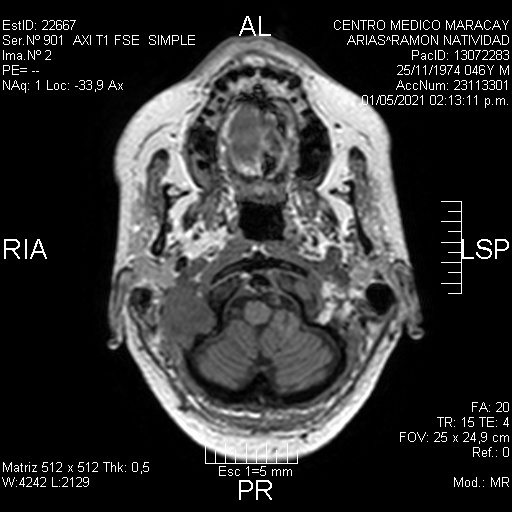 EstID: 22667
Ser.Nº 901 AXI T1 FSE SIMPLE
Ima.Nº 2
PE= --
NAq: 1 Loc: -33,9 Ax
AL
CENTRO MEDICO MARACAY
ARIAS^RAMON NATIVIDAD
PacID: 13072283
25/11/1974 046Y M
AccNum: 23113301
01/05/2021 02:13:11 p.m.
RIA
LSP
FA: 20
TR: 15 TE: 4
FOV: 25 x 24,9 cm
Ref.: 0
Matriz 512 x 512 Thk: 0,5
W:4242 L:2129
Esc 1=5 mm
PR
Mod.: MR